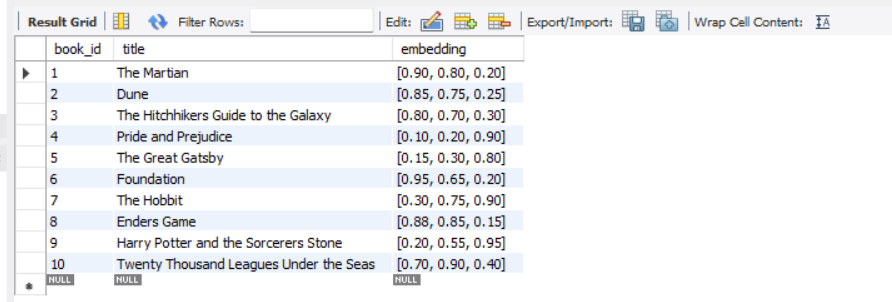 Result Grid Filter Rows: Edit: Export/Import: Wrap Cell Content: IA
book_id title embedding
1 The Martian [0.90, 0.80, 0.20]
2 Dune [0.85, 0.75, 0.25]
3 The Hitchhikers Guide to the Galaxy [0.80, 0.70, 0.30]
4 Pride and Prejudice [0.10, 0.20, 0.90]
5 The Great Gatsby [0.15, 0.30, 0.80]
6 Foundation [0.95, 0.65, 0.20]
7 The Hobbit [0.30, 0.75, 0.90]
8 Enders Game [0.88, 0.85, 0.15]
9 Harry Potter and the Sorcerers Stone [0.20, 0.55, 0.95]
10 Twenty Thousand Leagues Under the Seas [0.70, 0.90, 0.40]
NULL NULL NULL